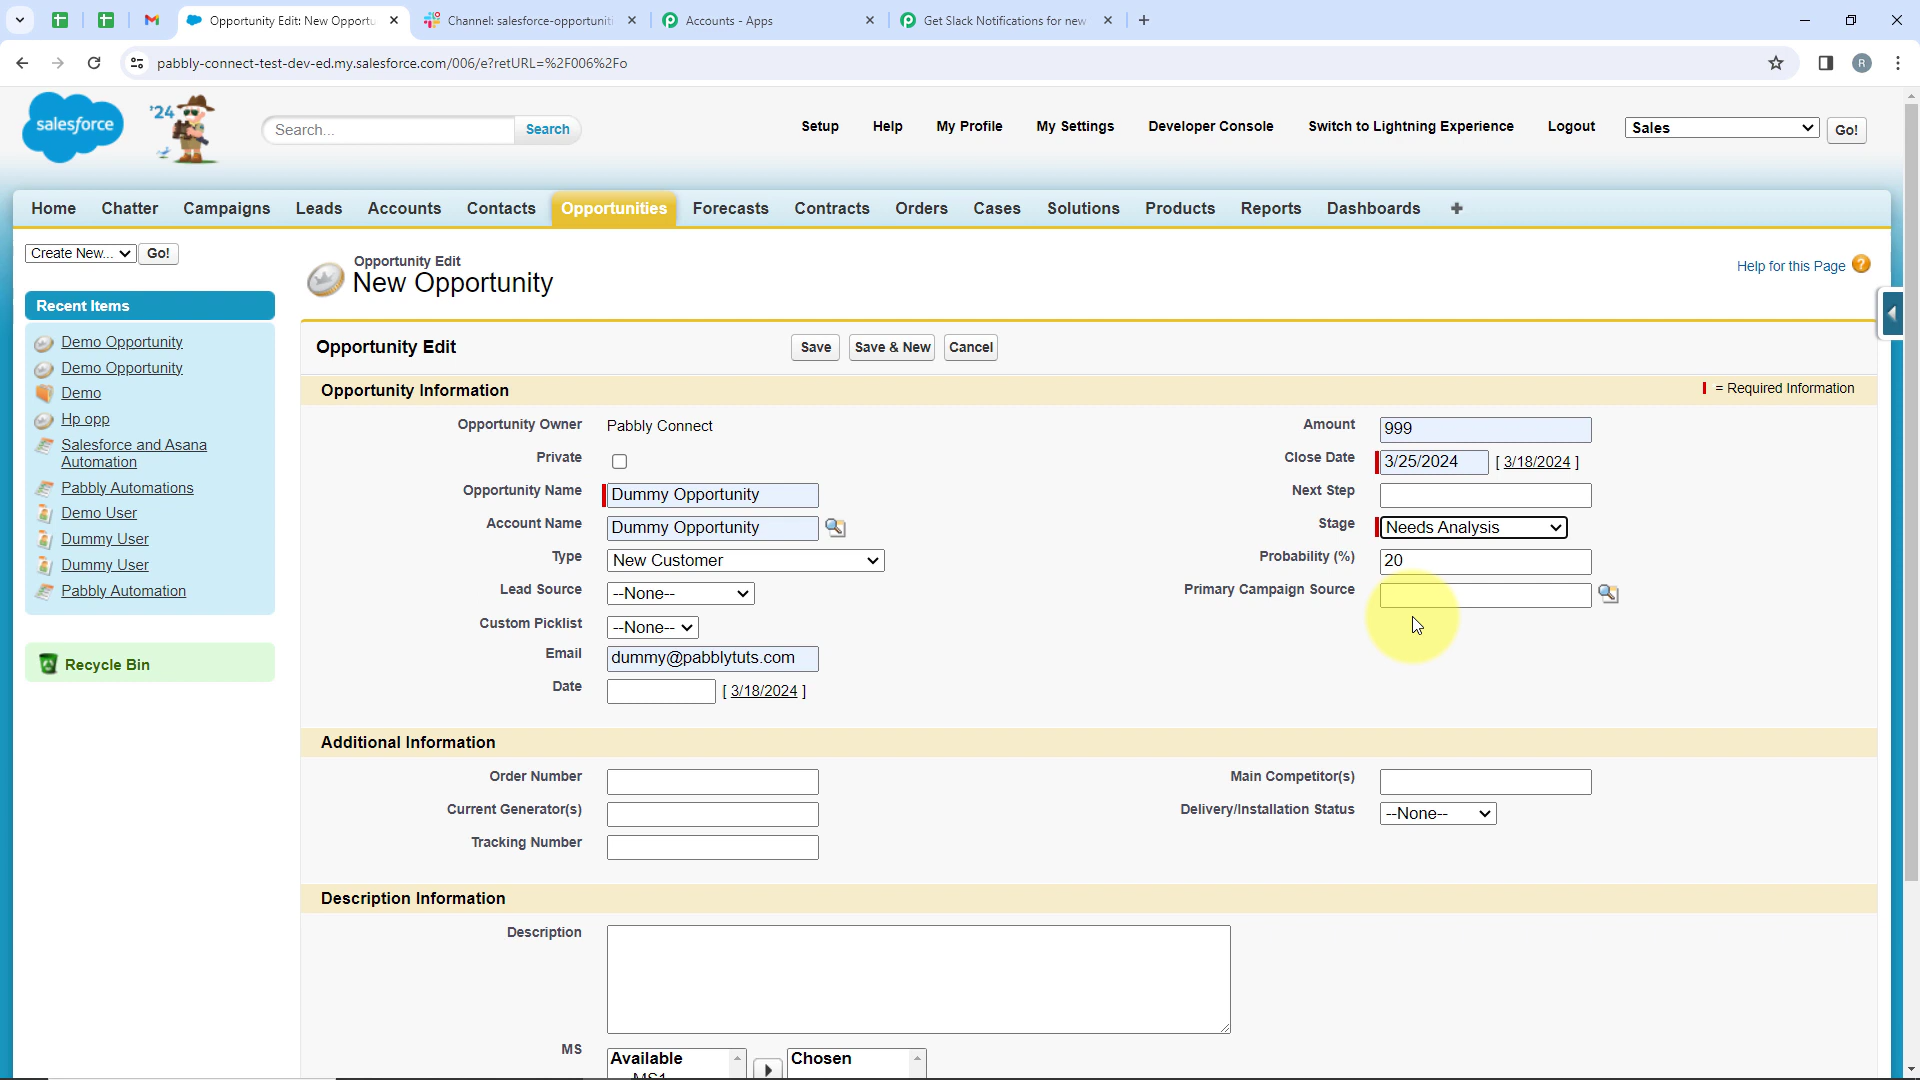 Opportunity Edit: New Opportu
Channel: salesforce-opportuniti
Accounts - Apps
Get Slack Notifications for new
pabbly-connect-test-dev-ed.my.salesforce.com/006/e?retURL=%2F006%2Fo
R
salesforce
'24
Search...
Search
Setup
Help
My Profile
My Settings
Developer Console
Switch to Lightning Experience
Logout
Sales
Go!
Home
Chatter
Campaigns
Leads
Accounts
Contacts
Opportunities
Forecasts
Contracts
Orders
Cases
Solutions
Products
Reports
Dashboards
+
Create New...
Go!
Recent Items
Demo Opportunity
Demo Opportunity
Demo
Hp opp
Salesforce and Asana
Automation
Pabbly Automations
Demo User
Dummy User
Dummy User
Pabbly Automation
Recycle Bin
Opportunity Edit
New Opportunity
Help for this Page ?
Opportunity Edit
Save
Save & New
Cancel
Opportunity Information
= Required Information
Opportunity Owner Pabbly Connect
Amount 999
Private
Close Date 3/25/2024 [ 3/18/2024 ]
Opportunity Name Dummy Opportunity
Next Step
Account Name Dummy Opportunity
Stage Needs Analysis
Type New Customer
Probability (%) 20
Lead Source --None--
Primary Campaign Source
Custom Picklist --None--
Email dummy@pabblytuts.com
Date [ 3/18/2024 ]
Additional Information
Order Number
Main Competitor(s)
Current Generator(s)
Delivery/Installation Status --None--
Tracking Number
Description Information
Description
MS
Available
Chosen
MS1